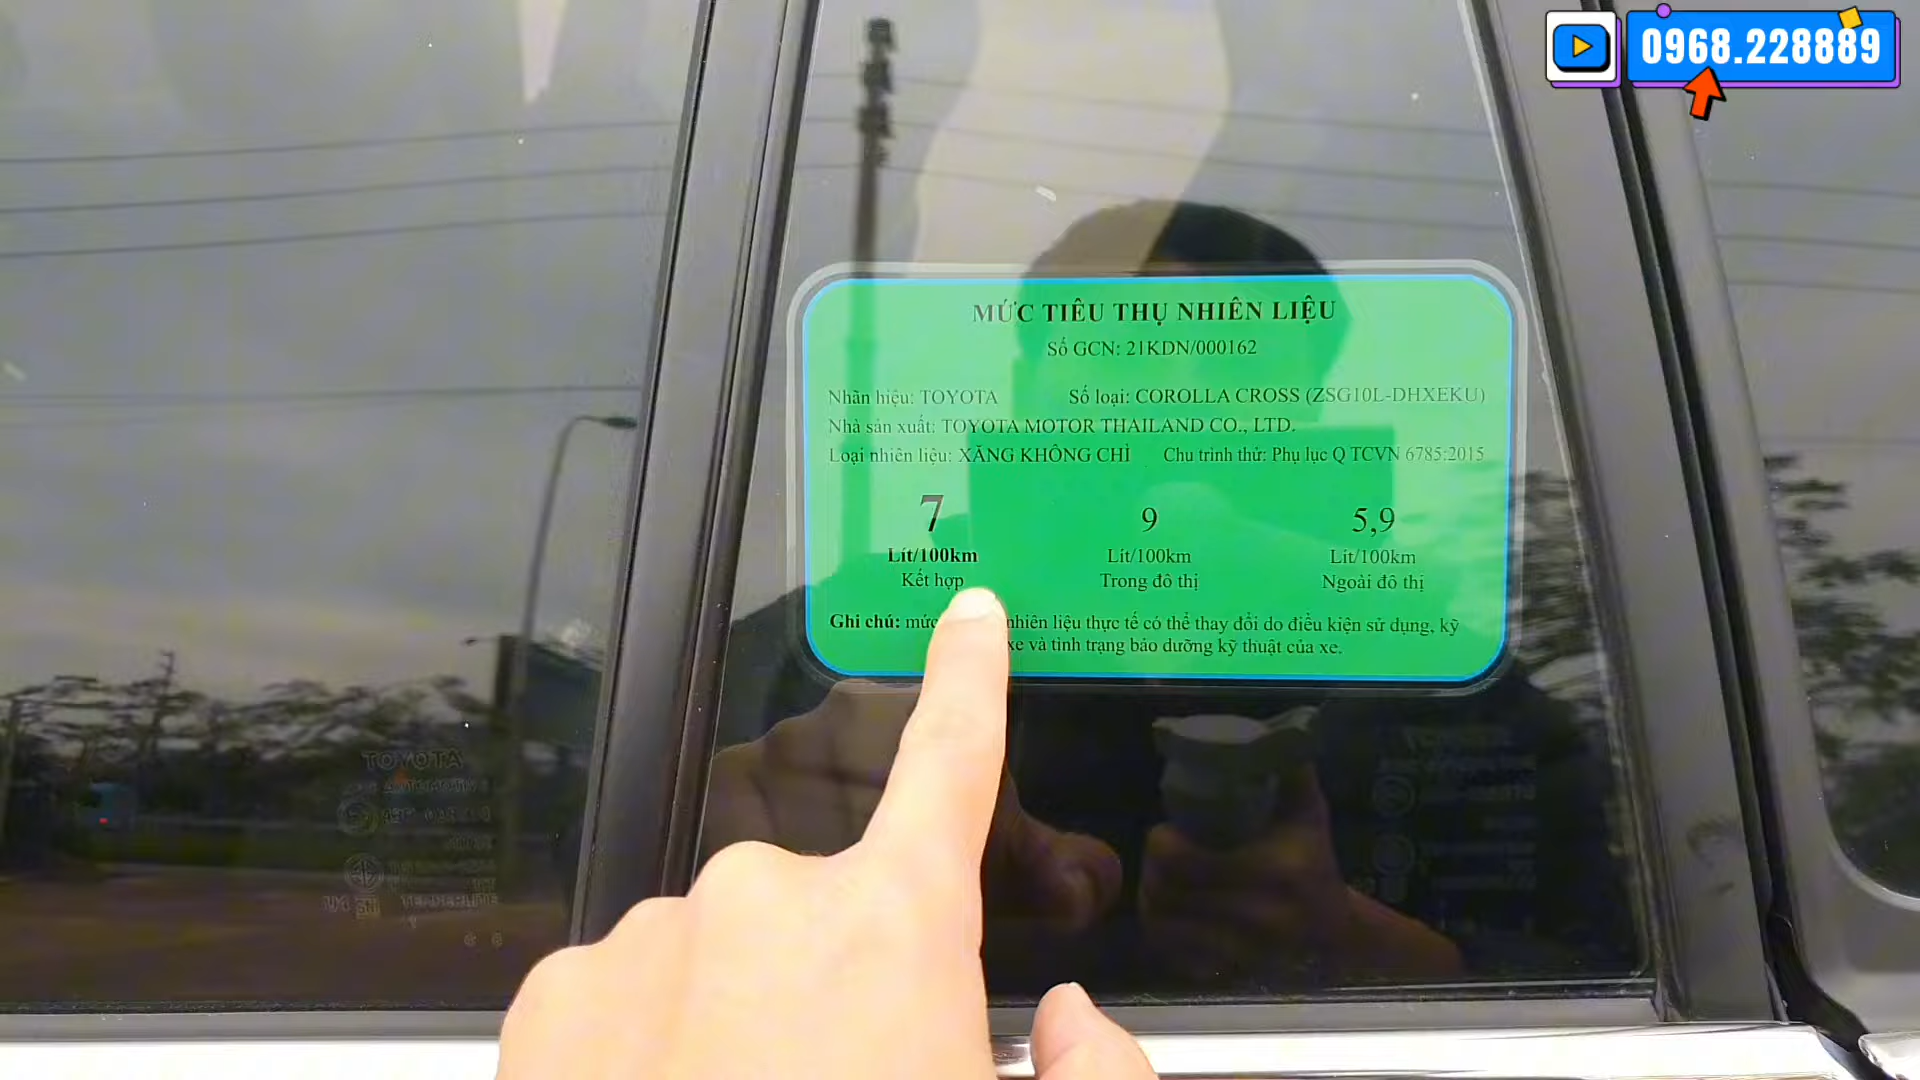 0968.228889
MỨC TIÊU THỤ NHIÊN LIỆU
Số GCN: 21KDN/000162
Nhãn hiệu: TOYOTA Số loại: COROLLA CROSS (ZSG10L-DHXEKU)
Nhà sản xuất: TOYOTA MOTOR THAILAND CO., LTD.
Loại nhiên liệu: XĂNG KHÔNG CHÌ Chu trình thử: Phụ lục Q TCVN 6785:2015
7 9 5,9
Lít/100km Lít/100km Lít/100km
Kết hợp Trong đô thị Ngoài đô thị
Ghi chú: mức nhiên liệu thực tế có thể thay đổi do điều kiện sử dụng, kỹ
xe và tình trạng bảo dưỡng kỹ thuật của xe.
TOYOTA